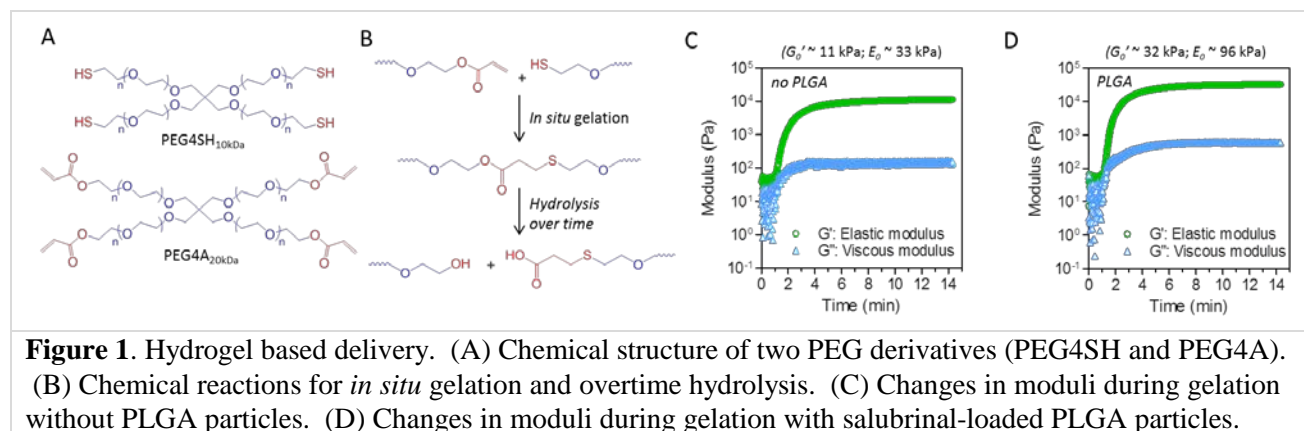 A
B
C
D
HS
SH
O
n
PEG4SH10kDa
PEG4A20kDa
O
HS
In situ gelation
O
S
Hydrolysis
over time
OH
+
HO
(G₀' ~ 11 kPa; E₀ ~ 33 kPa)
no PLGA
Modulus (Pa)
10⁵
10⁴
10³
10²
10¹
10⁰
10⁻¹
G': Elastic modulus
G": Viscous modulus
0 2 4 6 8 10 12 14
Time (min)
(G₀' ~ 32 kPa; E₀ ~ 96 kPa)
PLGA
Modulus (Pa)
10⁵
10⁴
10³
10²
10¹
10⁰
10⁻¹
G': Elastic modulus
G": Viscous modulus
0 2 4 6 8 10 12 14
Time (min)
Figure 1. Hydrogel based delivery. (A) Chemical structure of two PEG derivatives (PEG4SH and PEG4A).
(B) Chemical reactions for in situ gelation and overtime hydrolysis. (C) Changes in moduli during gelation
without PLGA particles. (D) Changes in moduli during gelation with salubrinal-loaded PLGA particles.